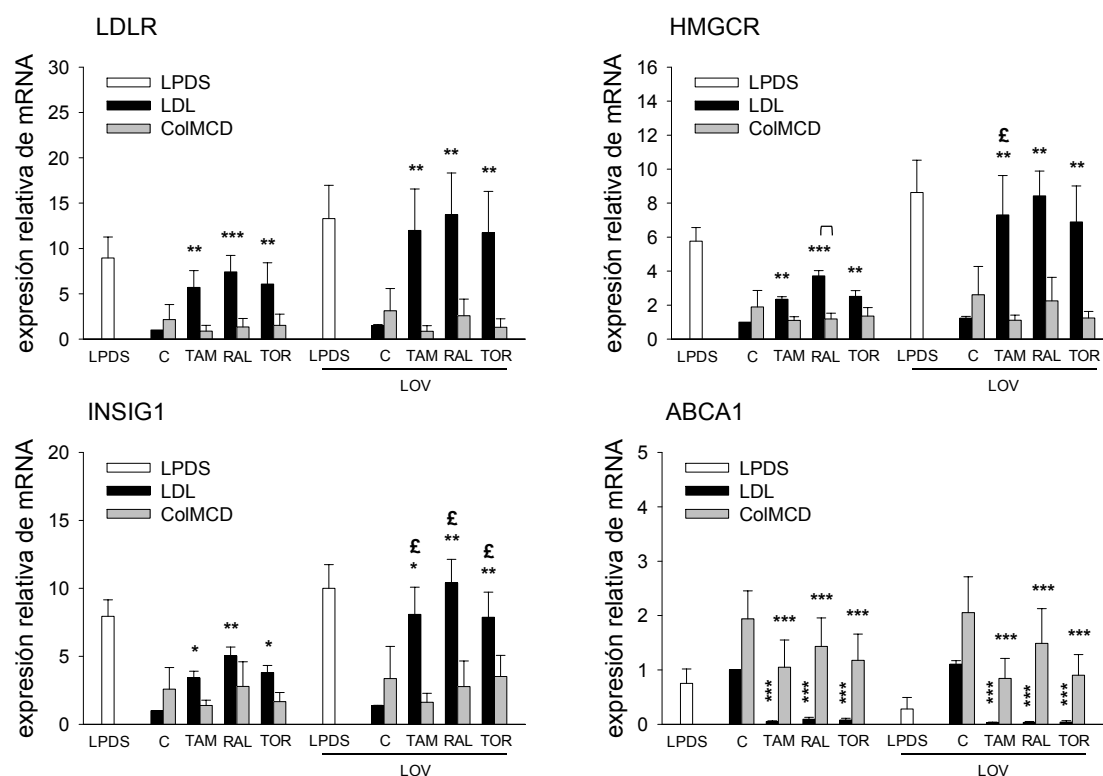 LDLR
expresión relativa de mRNA
30
25
20
15
10
5
0
LPDS
LDL
ColMCD
** *** ** ** ** **
LPDS C TAM RAL TOR LPDS C TAM RAL TOR
LOV
HMGCR
expresión relativa de mRNA
16
14
12
10
8
6
4
2
0
LPDS
LDL
ColMCD
£
** *** ** ** ** **
LPDS C TAM RAL TOR LPDS C TAM RAL TOR
LOV
INSIG1
expresión relativa de mRNA
20
15
10
5
0
LPDS
LDL
ColMCD
£ £ £
* ** * * ** **
LPDS C TAM RAL TOR LPDS C TAM RAL TOR
LOV
ABCA1
expresión relativa de mRNA
5
4
3
2
1
0
LPDS
LDL
ColMCD
*** *** *** *** *** ***
*** *** *** *** *** ***
LPDS C TAM RAL TOR LPDS C TAM RAL TOR
LOV